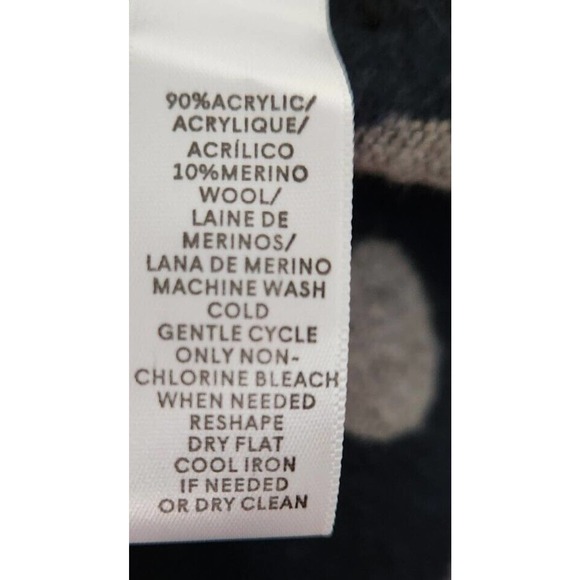 90%ACRYLIC/
ACRYLIQUE/
ACRÍLICO
10%MERINO
WOOL/
LAINE DE
MERINOS/
LANA DE MERINO
MACHINE WASH
COLD
GENTLE CYCLE
ONLY NON-
CHLORINE BLEACH
WHEN NEEDED
RESHAPE
DRY FLAT
COOL IRON
IF NEEDED
OR DRY CLEAN